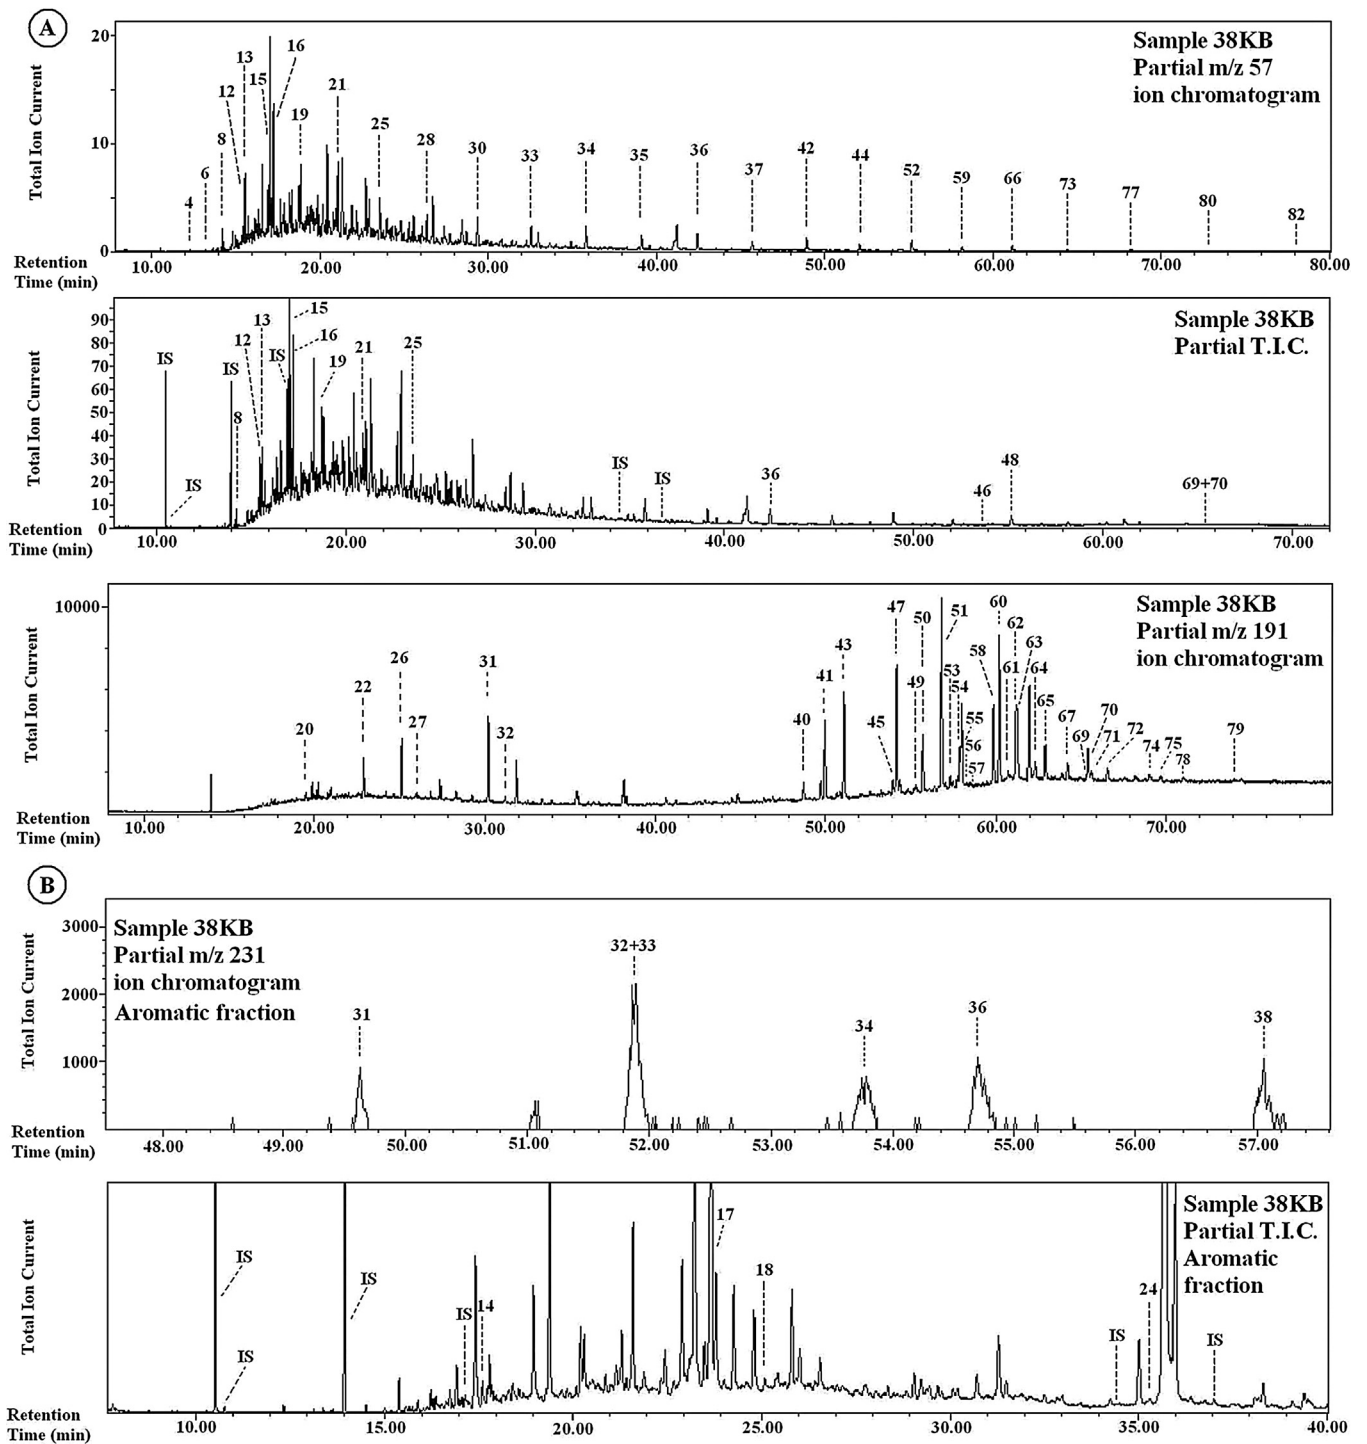 A
Sample 38KB
Partial m/z 57
ion chromatogram
Total Ion Current
20
10
0
4 6 8 12 13 15 16 19 21 25 28 30 33 34 35 36 37 42 44 52 59 66 73 77 80 82
Retention
Time (min)
10.00 20.00 30.00 40.00 50.00 60.00 70.00 80.00
Sample 38KB
Partial T.I.C.
Total Ion Current
90
80
70
60
50
40
30
20
10
0
IS IS IS 8 12 13 IS 15 16 19 21 25 IS IS 36 46 48 69+70
Retention
Time (min)
10.00 20.00 30.00 40.00 50.00 60.00 70.00
Sample 38KB
Partial m/z 191
ion chromatogram
Total Ion Current
10000
20 22 26 27 31 32 40 41 43 45 47 49 50 51 53 54 55 56 57 58 60 61 62 63 64 65 67 69 70 71 72 74 75 78 79
Retention
Time (min)
10.00 20.00 30.00 40.00 50.00 60.00 70.00
B
Sample 38KB
Partial m/z 231
ion chromatogram
Aromatic fraction
Total Ion Current
3000
2000
1000
31 32+33 34 36 38
Retention
Time (min)
48.00 49.00 50.00 51.00 52.00 53.00 54.00 55.00 56.00 57.00
Sample 38KB
Partial T.I.C.
Aromatic
fraction
Total Ion Current
IS IS IS IS 14 17 18 IS 24 IS
Retention
Time (min)
10.00 15.00 20.00 25.00 30.00 35.00 40.00